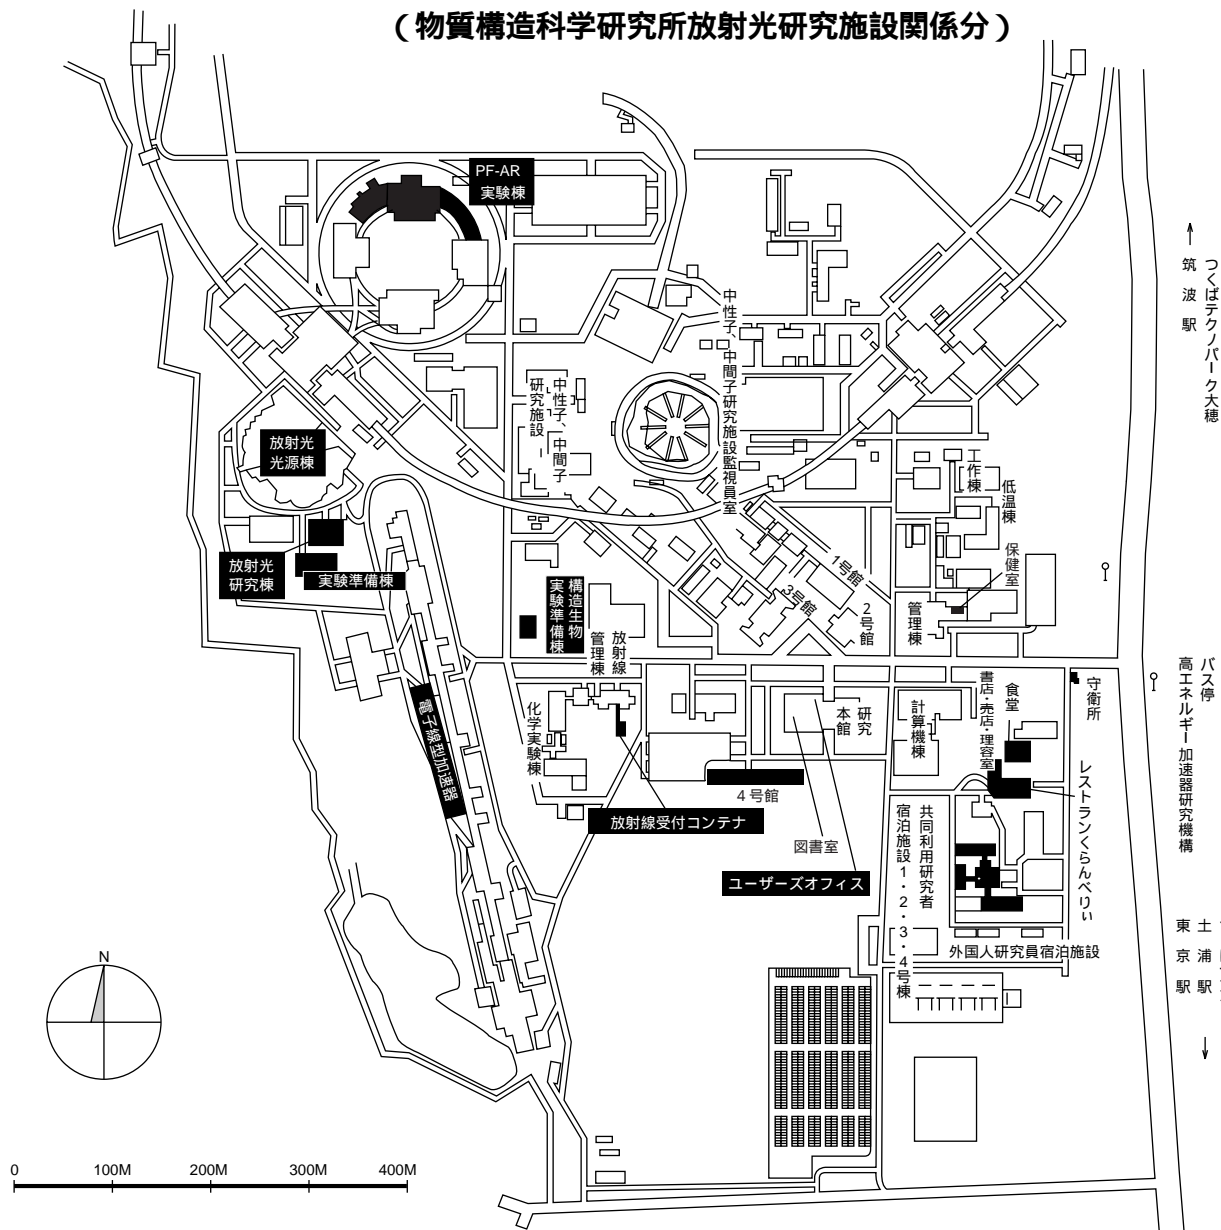 （物質構造科学研究所放射光研究施設関係分）
PF-AR
実験棟
筑波駅
つくばテクノパーク大穂
中性子、中間子研究施設監視員室
中性子、中間子
研究施設
放射光
光源棟
工作棟
低温棟
放射光
研究棟
実験準備棟
保健室
1号館
3号館
2号館
管理棟
構造生物
実験準備棟
放射線
管理棟
バス停
高エネルギー加速器研究機構
守衛所
食堂
書店・売店・理容室
計算機棟
研究
本館
化学実験棟
電子線型加速器
レストランくらんべりぃ
4号館
放射線受付コンテナ
図書室
ユーザーズオフィス
共同利用研究者
宿泊施設1・2・3・4号棟
外国人研究員宿泊施設
土浦駅
東京駅
N
0 100M 200M 300M 400M